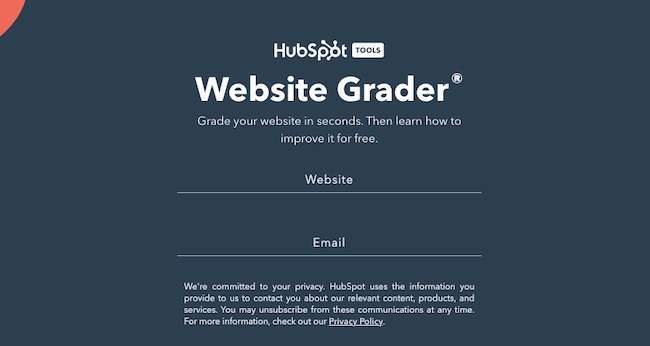 HubSpot TOOLS
Website Grader®
Grade your website in seconds. Then learn how to
improve it for free.
Website
Email
We're committed to your privacy. HubSpot uses the information you
provide to us to contact you about our relevant content, products, and
services. You may unsubscribe from these communications at any time.
For more information, check out our Privacy Policy.